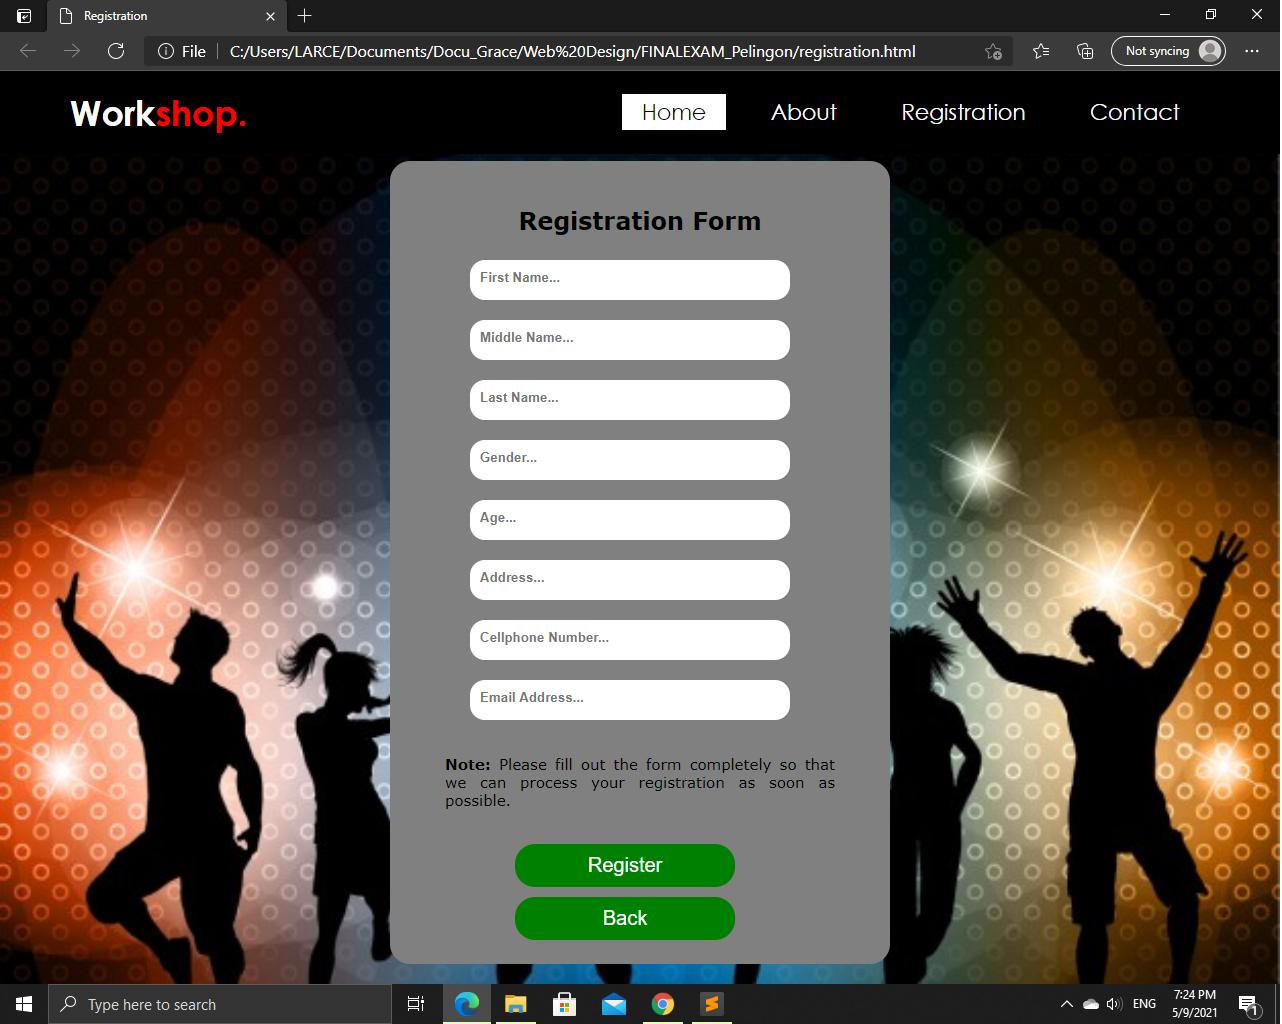 Registration
File
C:/Users/LARCE/Documents/Docu_Grace/Web%20Design/FINALEXAM_Pelingon/registration.html
Not syncing
Workshop.
Home
About
Registration
Contact
Registration Form
First Name...
Middle Name...
Last Name...
Gender...
Age...
Address...
Cellphone Number...
Email Address...
Note: Please fill out the form completely so that
we can process your registration as soon as
possible.
Register
Back
Type here to search
ENG
7:24 PM
5/9/2021
1